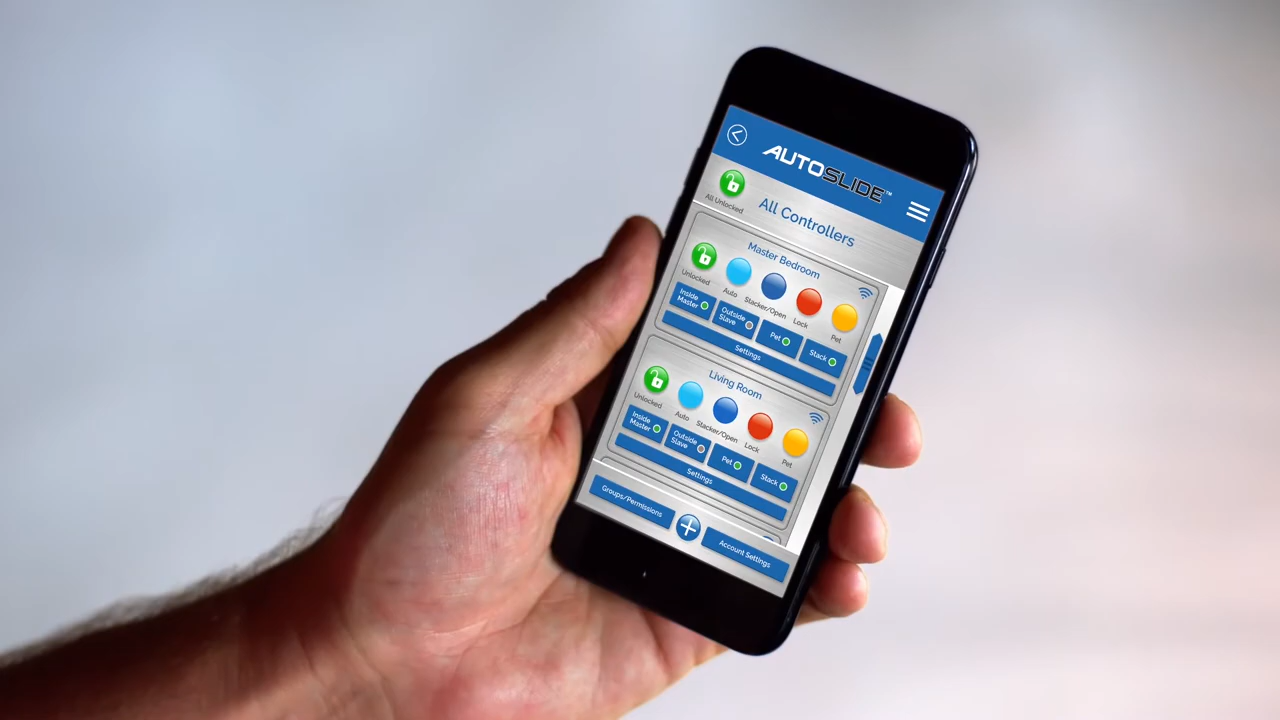 AUTOSLIDE™
All Unlocked
All Controllers
Master Bedroom
Unlocked
Auto
Stacker/Open
Lock
Pet
Inside
Master
Outside
Slave
Pet
Stack
Settings
Living Room
Unlocked
Auto
Stacker/Open
Lock
Pet
Inside
Master
Outside
Slave
Pet
Stack
Settings
Groups/Permissions
Account Settings